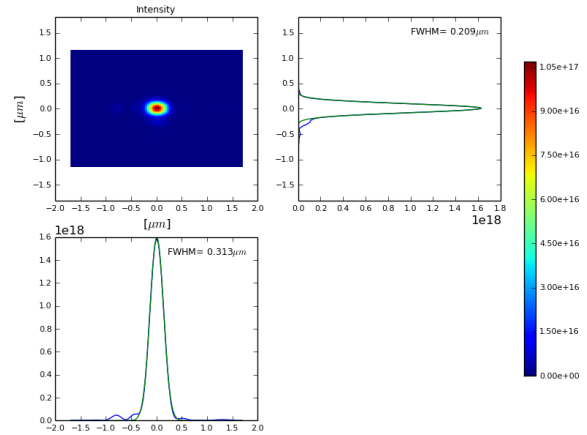 Intensity
1.5
1.0
0.5
0.0
−0.5
−1.0
−1.5
[μm]
−2.0 −1.5 −1.0 −0.5 0.0 0.5 1.0 1.5 2.0
[μm]
FWHM= 0.209μm
1.5
1.0
0.5
0.0
−0.5
−1.0
−1.5
0.0 0.2 0.4 0.6 0.8 1.0 1.2 1.4 1.6 1.8
1e18
1.05e+17
9.00e+16
7.50e+16
6.00e+16
4.50e+16
3.00e+16
1.50e+16
0.00e+00
1e18
FWHM= 0.313μm
1.6
1.4
1.2
1.0
0.8
0.6
0.4
0.2
0.0
−2.0 −1.5 −1.0 −0.5 0.0 0.5 1.0 1.5 2.0